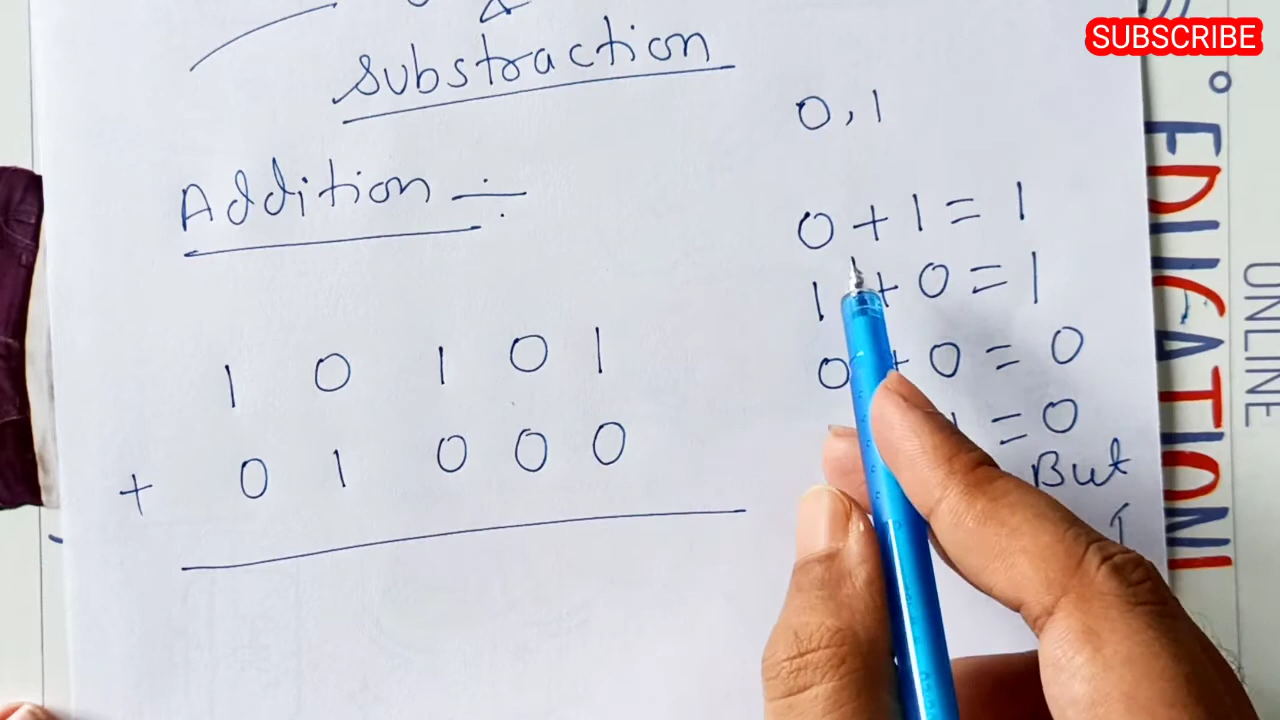 SUBSCRIBE
substraction
0, 1
Addition ÷
0 + 1 = 1
1 + 0 = 1
0 + 0 = 0
1 = 0
But
1 0 1 0 1
+ 0 1 0 0 0
EDUCATION
ONLINE